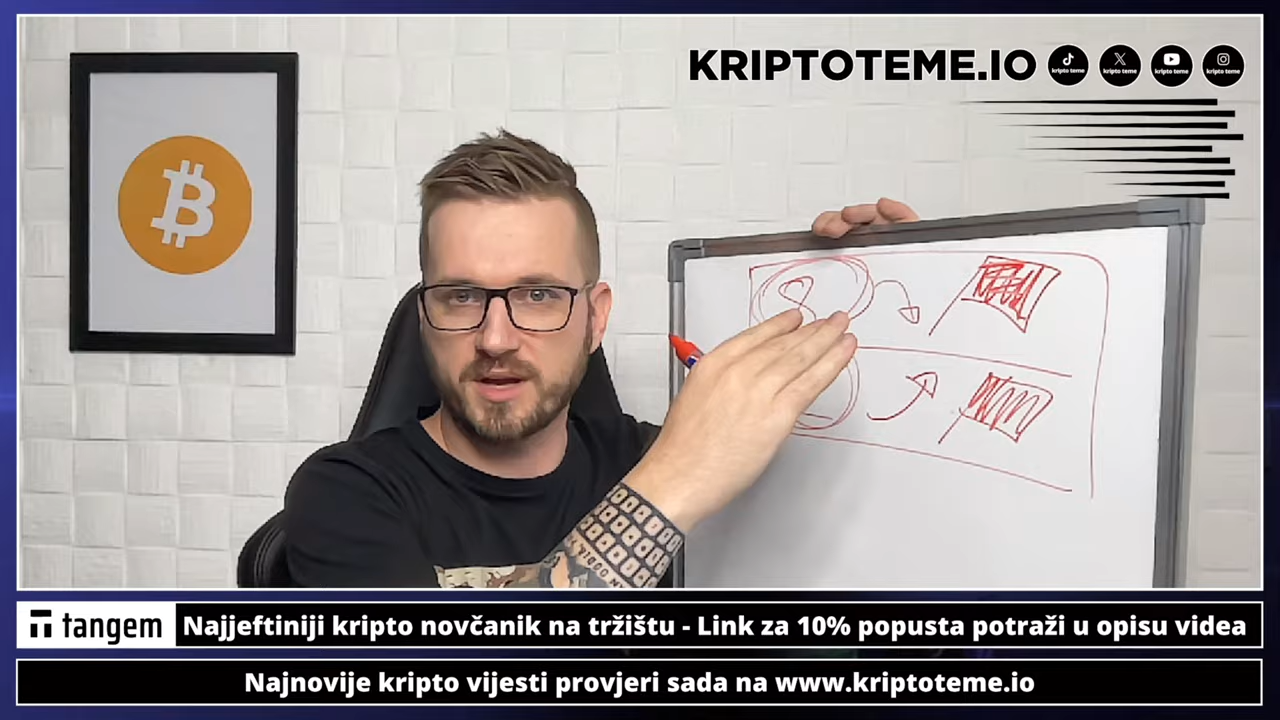 KRIPTOTEME.IO
kripto teme
kripto teme
kripto teme
kripto teme
tangem
Najjeftiniji kripto novčanik na tržištu - Link za 10% popusta potraži u opisu videa
Najnovije kripto vijesti provjeri sada na www.kriptoteme.io